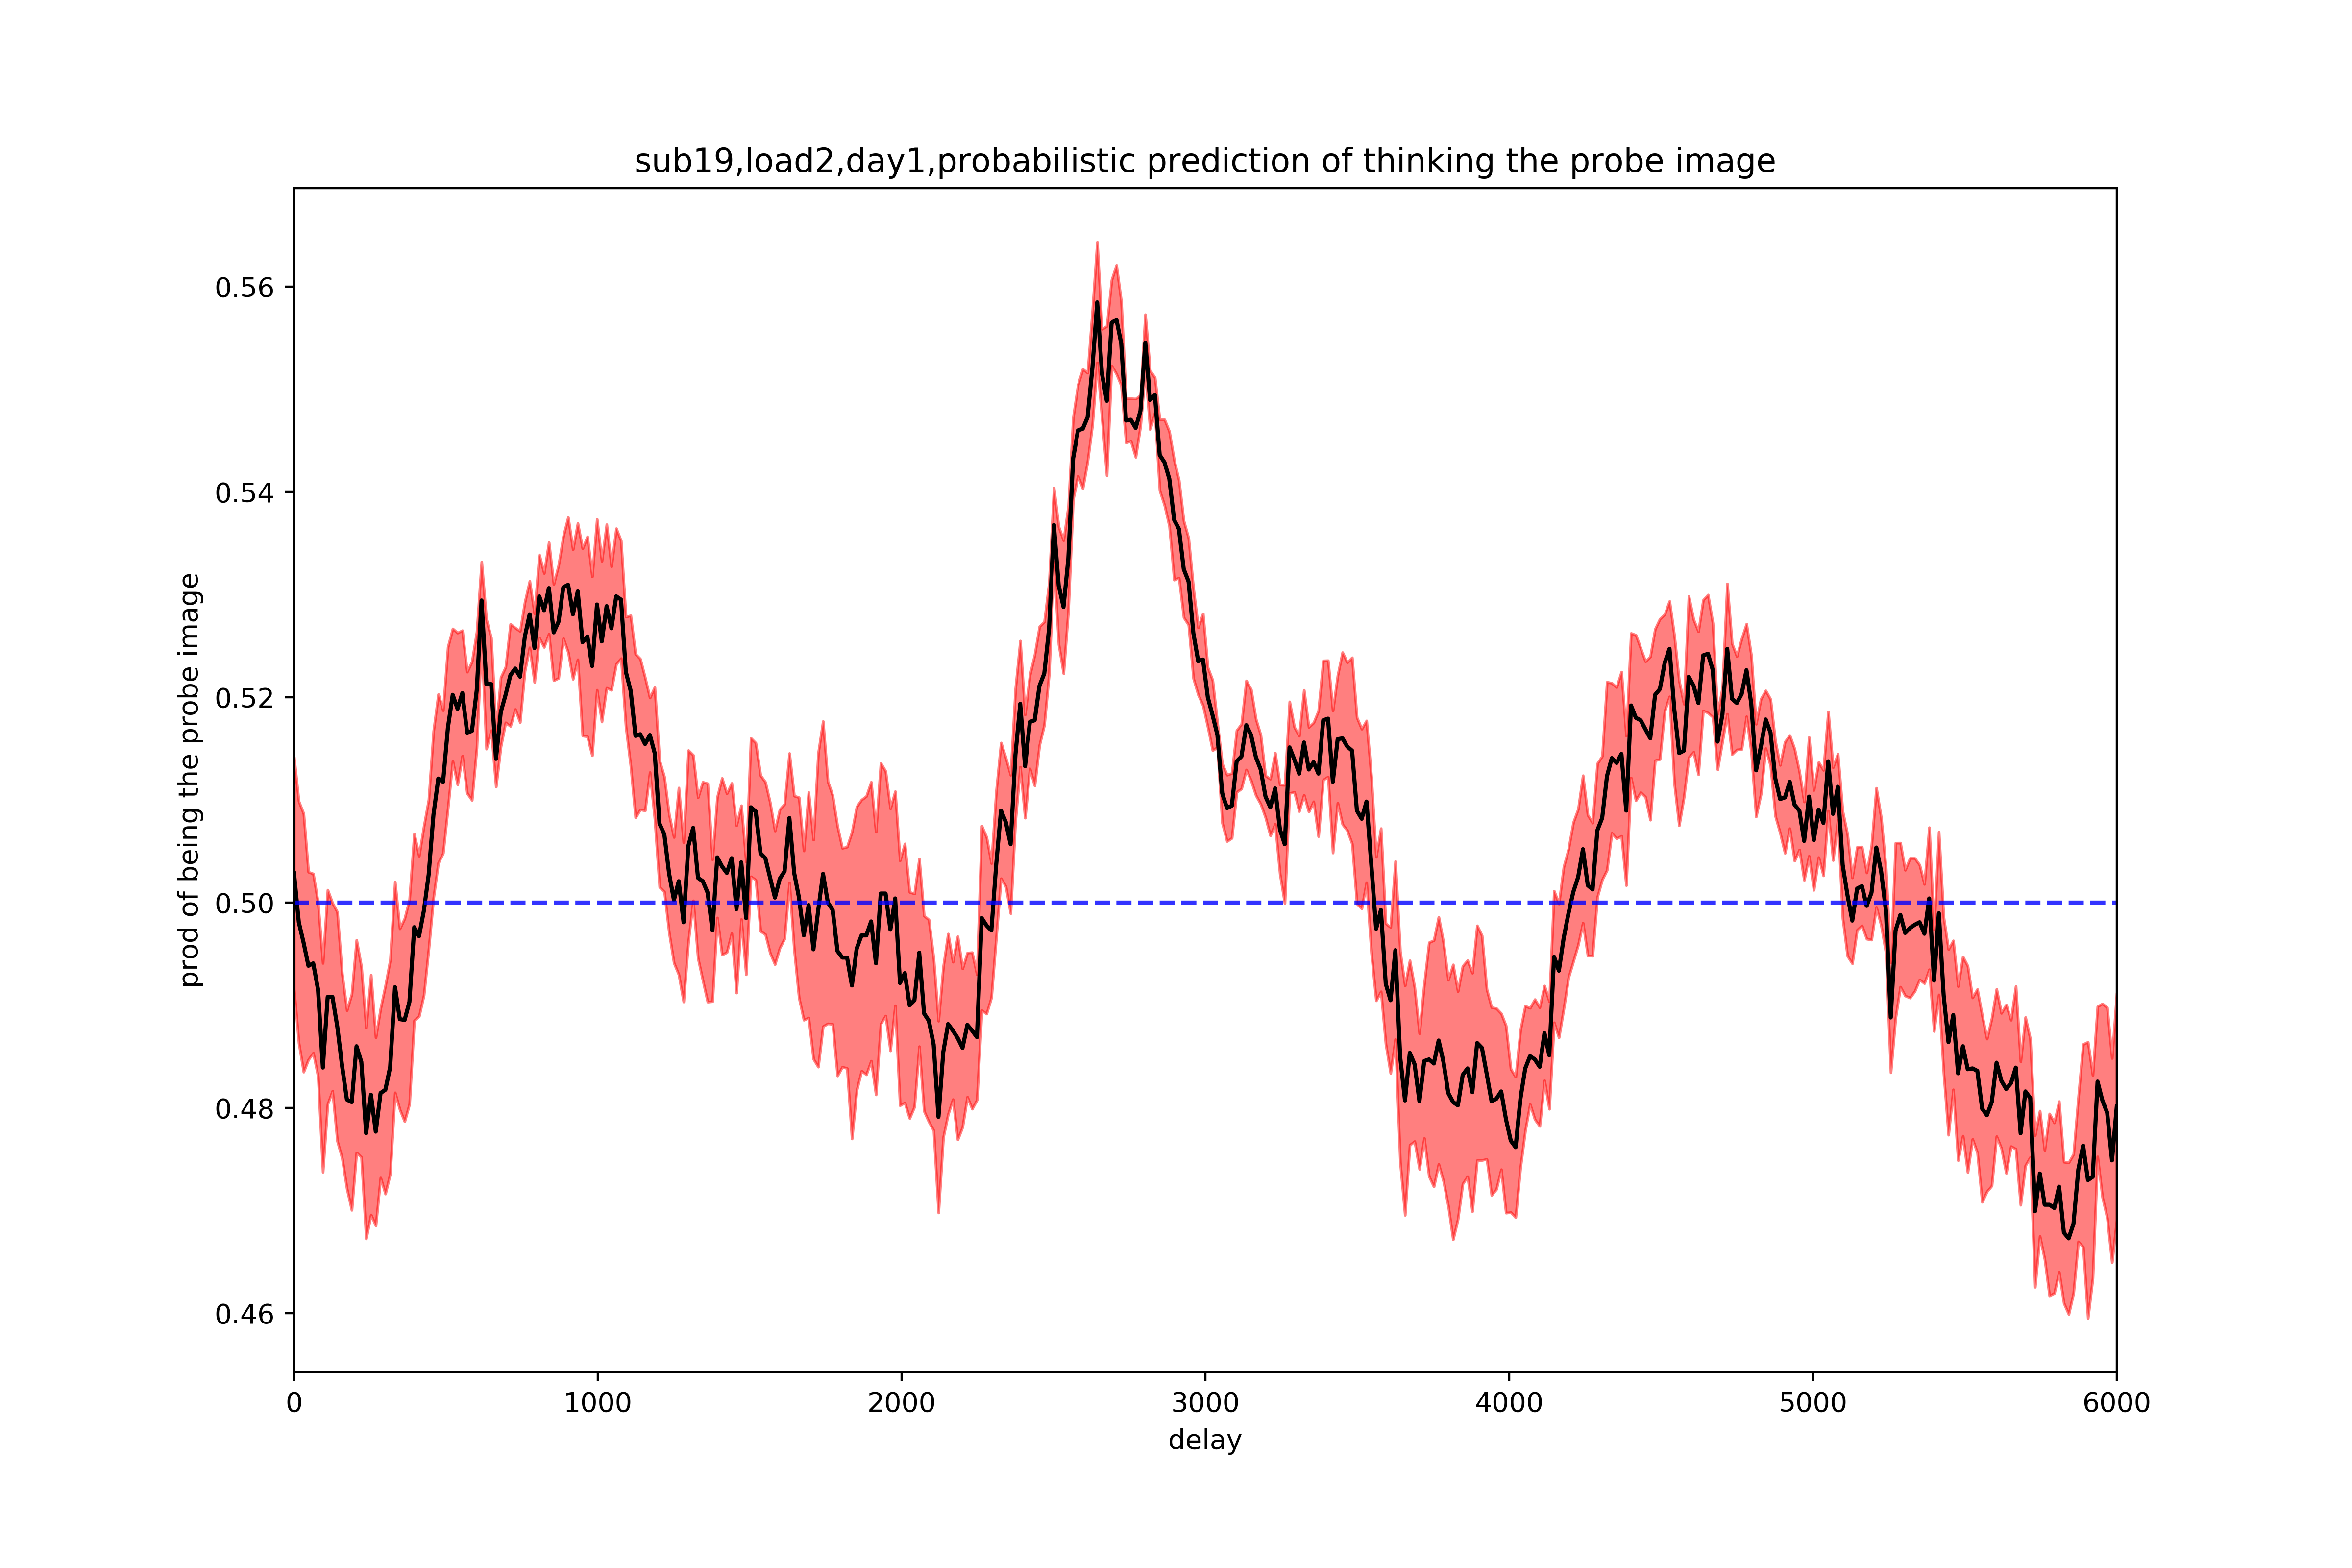 sub19,load2,day1,probabilistic prediction of thinking the probe image
prod of being the probe image
0.56
0.54
0.52
0.50
0.48
0.46
0 1000 2000 3000 4000 5000 6000
delay